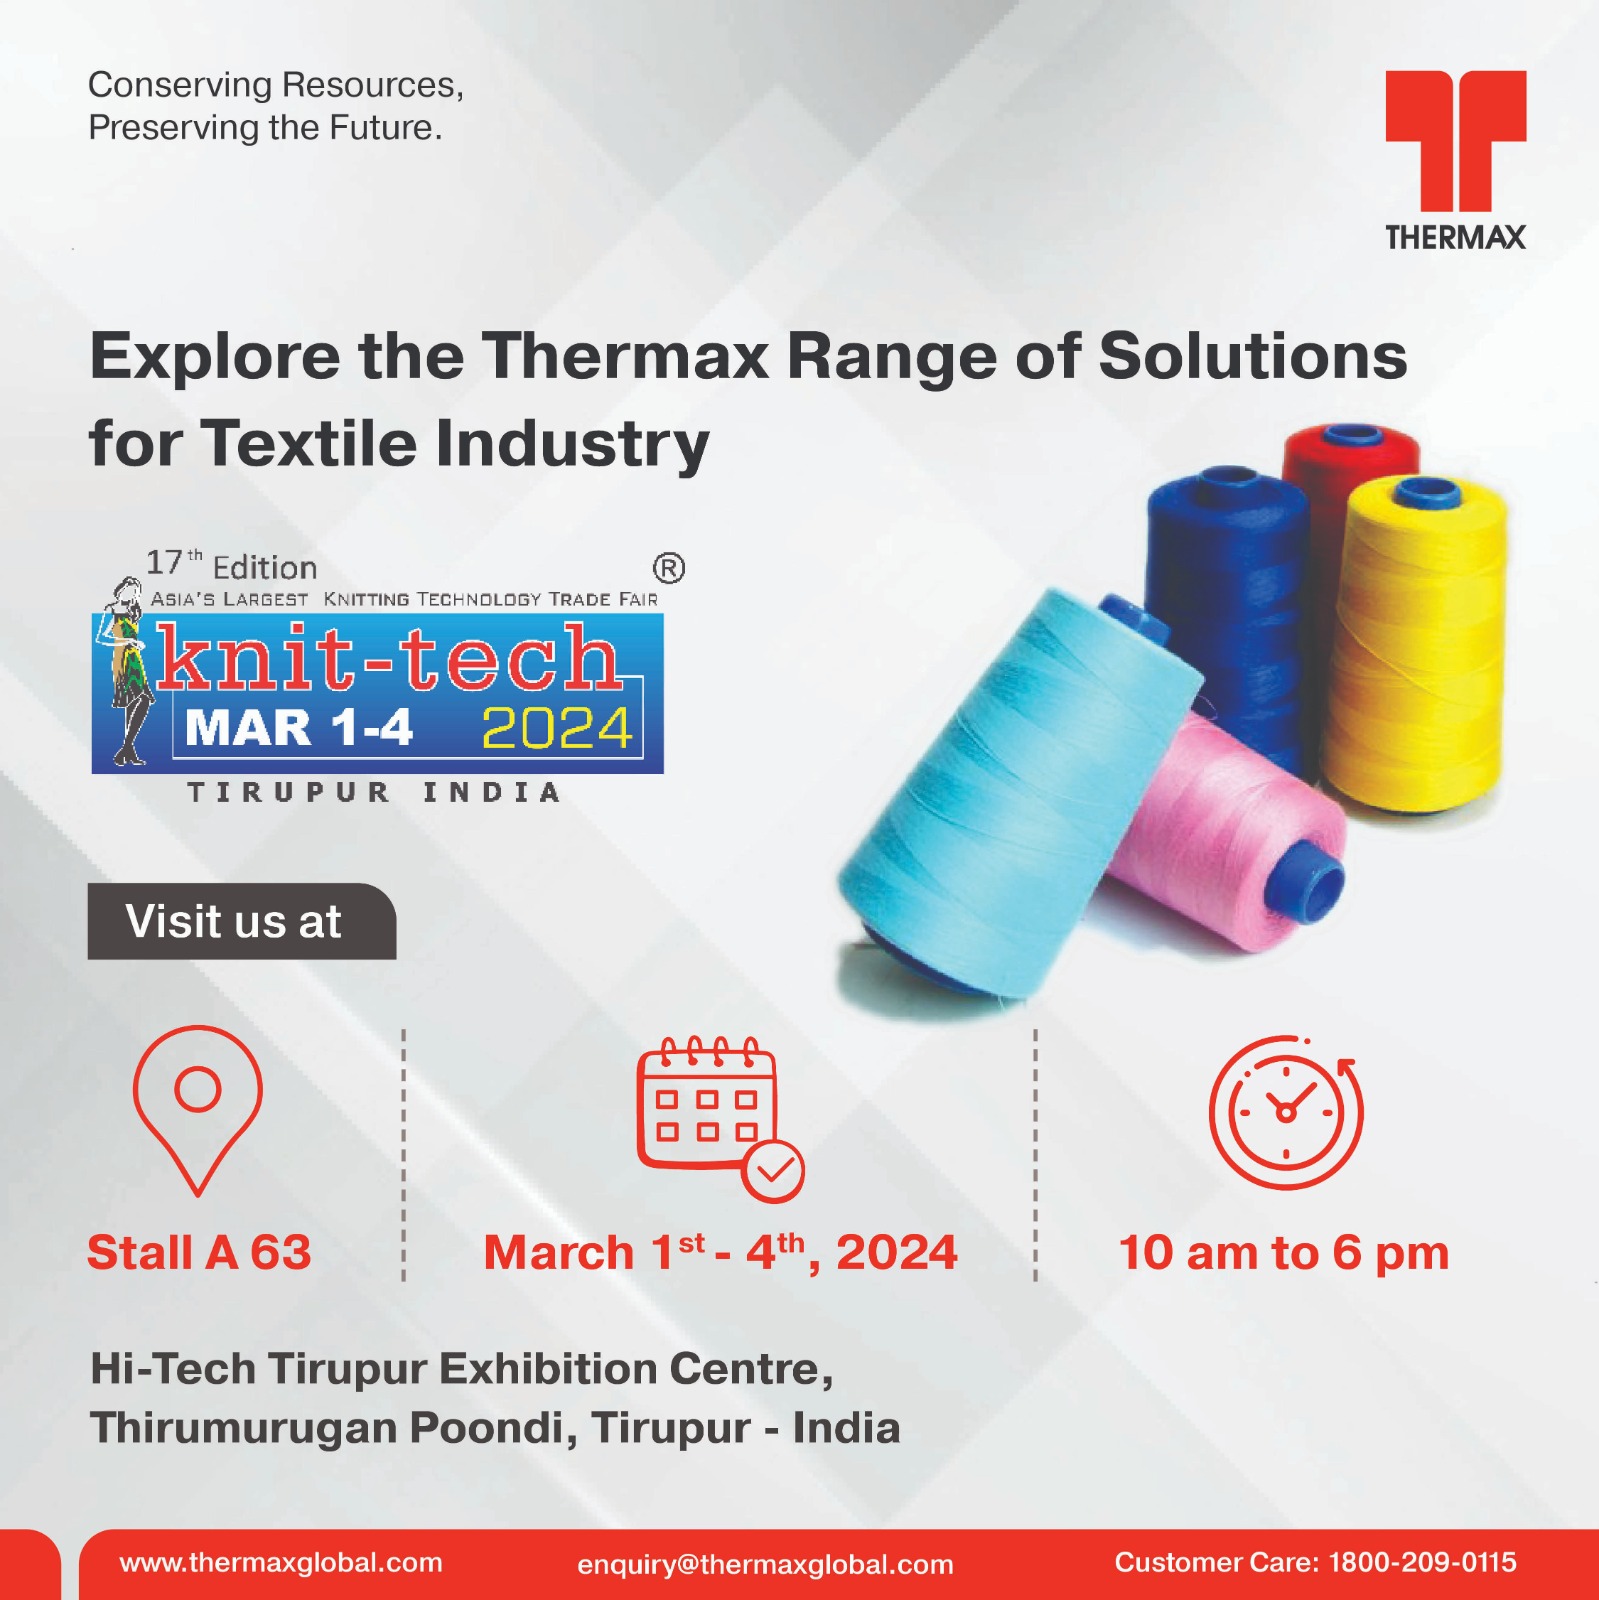 Conserving Resources,
Preserving the Future.
THERMAX
Explore the Thermax Range of Solutions
for Textile Industry
17th Edition
®
ASIA'S LARGEST KNITTING TECHNOLOGY TRADE FAIR
knit-tech
MAR 1-4 2024
TIRUPUR INDIA
Visit us at
Stall A 63
March 1st - 4th, 2024
10 am to 6 pm
Hi-Tech Tirupur Exhibition Centre,
Thirumurugan Poondi, Tirupur - India
www.thermaxglobal.com
enquiry@thermaxglobal.com
Customer Care: 1800-209-0115